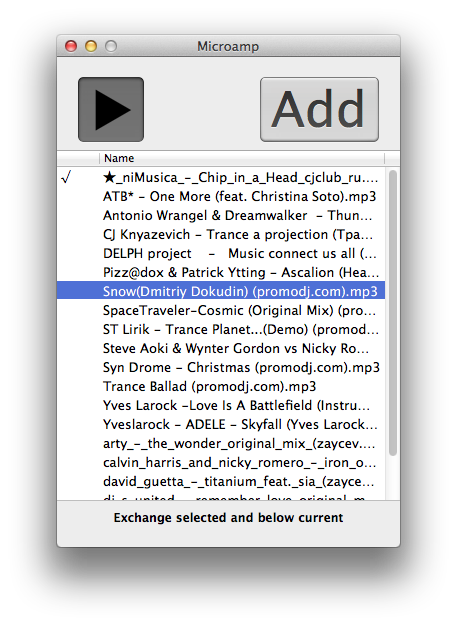 Microamp
Add
Name
√ ★_niMusica_-_Chip_in_a_Head_cjclub_ru....
ATB* - One More (feat. Christina Soto).mp3
Antonio Wrangel & Dreamwalker  - Thun...
CJ Knyazevich - Trance a projection (Тра...
DELPH project   -   Music connect us all (...
Pizz@dox & Patrick Ytting - Ascalion (Hea...
Snow(Dmitriy Dokudin) (promodj.com).mp3
SpaceTraveler-Cosmic (Original Mix) (pro...
ST Lirik - Trance Planet...(Demo) (promod...
Steve Aoki & Wynter Gordon vs Nicky Ro...
Syn Drome - Christmas (promodj.com).mp3
Trance Ballad (promodj.com).mp3
Yves Larock -Love Is A Battlefield (Instru...
Yveslarock - ADELE - Skyfall (Yves Larock...
arty_-_the_wonder_original_mix_(zaycev....
calvin_harris_and_nicky_romero_-_iron_o...
david_guetta_-_titanium_feat._sia_(zayce...
dj_s_united_-_remember_love_original_m...
Exchange selected and below current